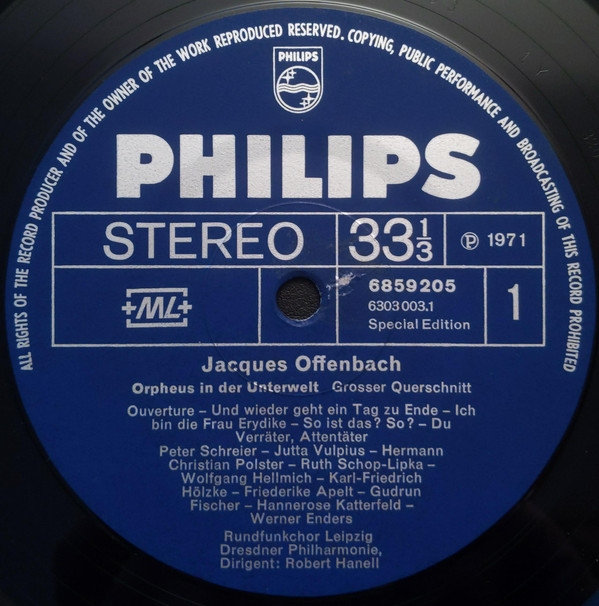 ALL RIGHTS OF THE RECORD PRODUCER AND OF THE OWNER OF THE WORK REPRODUCED RESERVED. COPYING, PUBLIC PERFORMANCE AND BROADCASTING OF THIS RECORD PROHIBITED
PHILIPS
PHILIPS
STEREO 33 1/3 ℗ 1971
+ML+ 6859205 1
6303 003.1
Special Edition
Jacques Offenbach
Orpheus in der Unterwelt Grosser Querschnitt
Ouverture – Und wieder geht ein Tag zu Ende – Ich
bin die Frau Erydike – So ist das? So? – Du
Verräter, Attentäter
Peter Schreier – Jutta Vulpius – Hermann
Christian Polster – Ruth Schop-Lipka –
Wolfgang Hellmich – Karl-Friedrich
Hölzke – Friederike Apelt – Gudrun
Fischer – Hannerose Katterfeld –
Werner Enders
Rundfunkchor Leipzig
Dresdner Philharmonie,
Dirigent: Robert Hanell